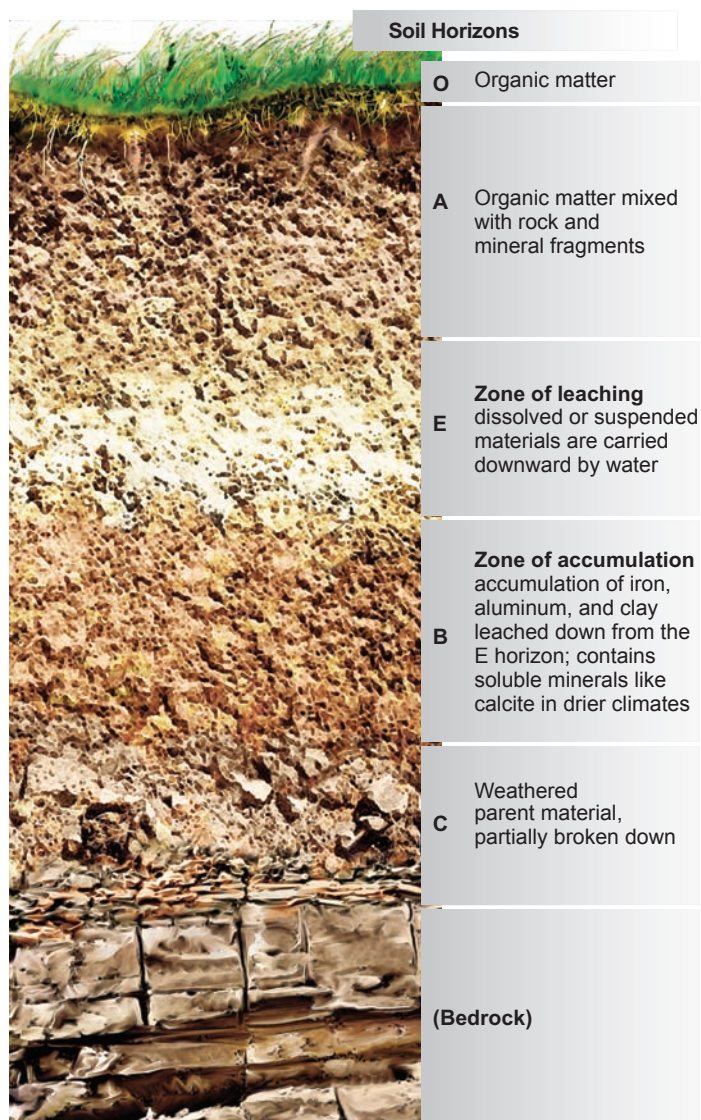 Soil Horizons
O Organic matter
A Organic matter mixed
with rock and
mineral fragments
Zone of leaching
E dissolved or suspended
materials are carried
downward by water
Zone of accumulation
accumulation of iron,
aluminum, and clay
B leached down from the
E horizon; contains
soluble minerals like
calcite in drier climates
Weathered
parent material,
C partially broken down
(Bedrock)